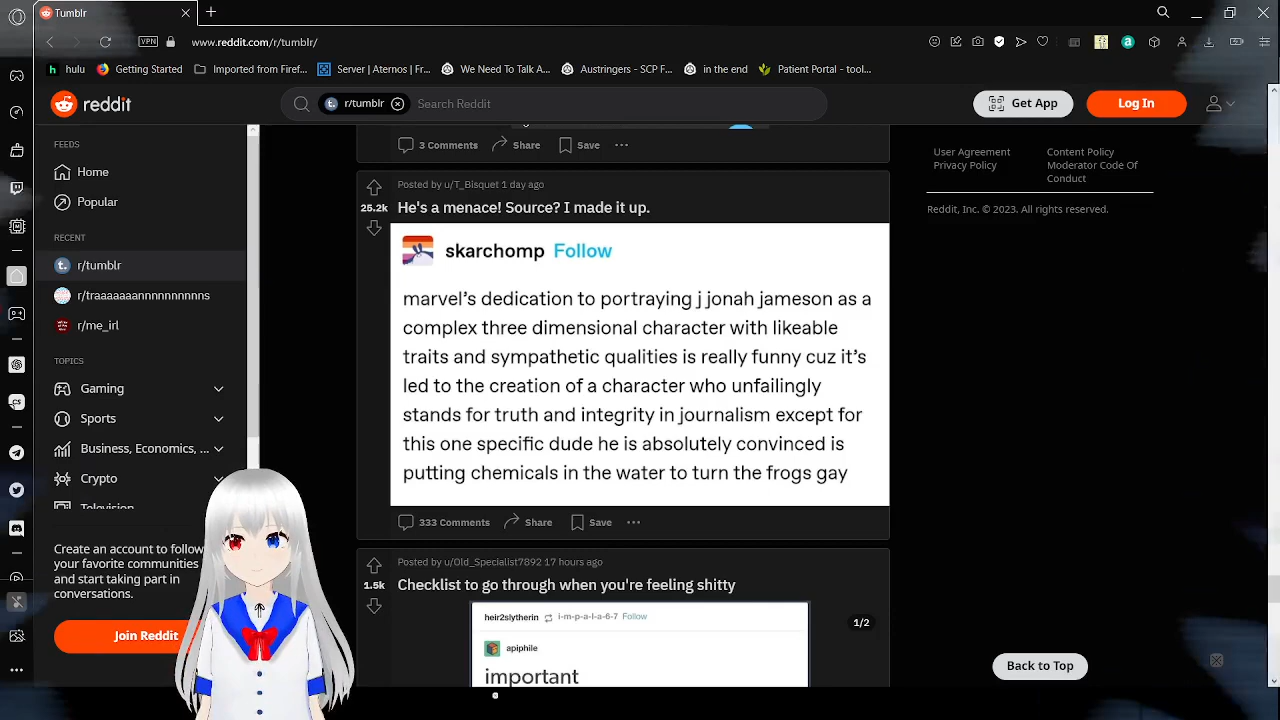 Tumblr
VPN
www.reddit.com/r/tumblr/
hulu
Getting Started
Imported from Firef...
Server | Aternos | Fr...
We Need To Talk A...
Austringers - SCP F...
in the end
Patient Portal - tool...
reddit
r/tumblr
Search Reddit
Get App
Log In
FEEDS
Home
Popular
RECENT
r/tumblr
r/traaaaaaannnnnnnnnns
r/me_irl
TOPICS
Gaming
Sports
Business, Economics, ...
Crypto
Television
Create an account to follow
your favorite communities
and start taking part in
conversations.
Join Reddit
3 Comments
Share
Save
Posted by u/T_Bisquet 1 day ago
25.2k
He's a menace! Source? I made it up.
skarchomp Follow
marvel's dedication to portraying j jonah jameson as a
complex three dimensional character with likeable
traits and sympathetic qualities is really funny cuz it's
led to the creation of a character who unfailingly
stands for truth and integrity in journalism except for
this one specific dude he is absolutely convinced is
putting chemicals in the water to turn the frogs gay
333 Comments
Share
Save
Posted by u/Old_Specialist7892 17 hours ago
1.5k
Checklist to go through when you're feeling shitty
heir2slytherin i-m-p-a-l-a-6-7 Follow
1/2
apiphile
important
User Agreement
Privacy Policy
Content Policy
Moderator Code Of
Conduct
Reddit, Inc. © 2023. All rights reserved.
Back to Top